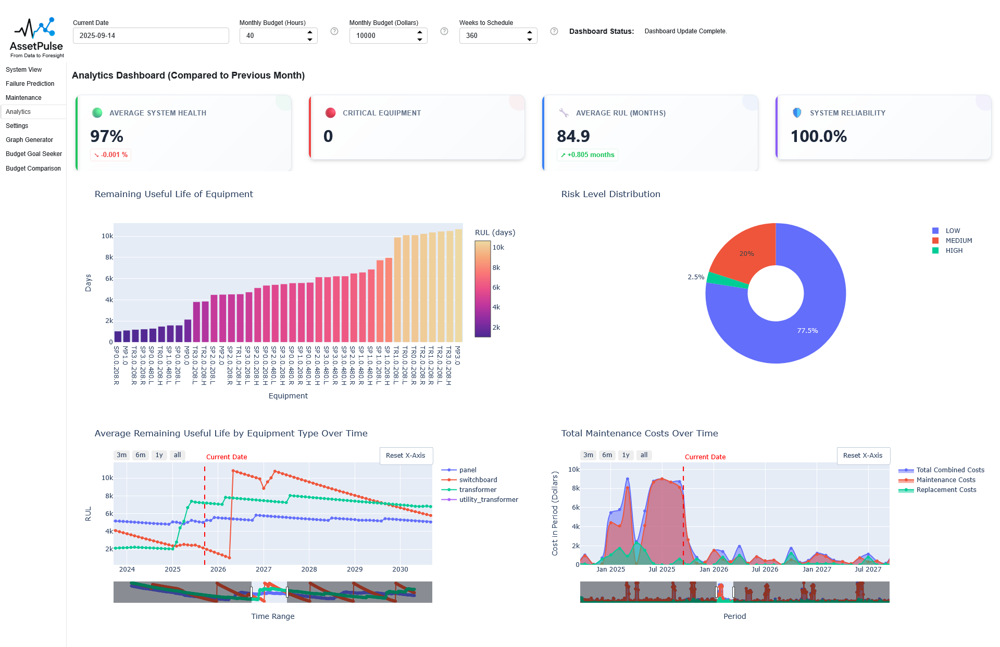 AssetPulse
From Data to Foresight
Current Date
2025-09-14
Monthly Budget (Hours)
40
Monthly Budget (Dollars)
10000
Weeks to Schedule
360
Dashboard Status:
Dashboard Update Complete.
System View
Failure Prediction
Maintenance
Analytics
Settings
Graph Generator
Budget Goal Seeker
Budget Comparison
Analytics Dashboard (Compared to Previous Month)
AVERAGE SYSTEM HEALTH
97%
↘ -0.001 %
CRITICAL EQUIPMENT
0
AVERAGE RUL (MONTHS)
84.9
↗ +0.805 months
SYSTEM RELIABILITY
100.0%
Remaining Useful Life of Equipment
Days
10k
8k
6k
4k
2k
0
SP0.0.208.R
MP1.0
TR3.0.208.R
SP3.0.208.R
SP0.0.480.L
TR0.0.208.H
SP1.0.480.L
SP0.0.208.L
MP0.0
TR3.0.208.L
TR2.0.208.H
SP2.0.208.L
MP2.0
SP2.0.208.R
TR1.0.208.H
SP3.0.208.L
SP2.0.208.H
SP0.0.208.H
SP2.0.480.L
SP3.0.208.H
SP0.0.480.R
SP1.0.208.R
SP0.0.480.H
SP2.0.480.H
SP3.0.480.L
SP3.0.480.R
SP3.0.480.H
SP2.0.480.R
SP1.0.480.R
SP1.0.480.H
SP1.0.208.L
SP1.0.208.H
TR1.0.208.L
TR0.0.208.L
TR0.0.208.R
TR2.0.208.R
TR1.0.208.R
TR2.0.208.L
TR3.0.208.H
MP3.0
Equipment
RUL (days)
10k
8k
6k
4k
2k
Risk Level Distribution
20%
2.5%
77.5%
LOW
MEDIUM
HIGH
Average Remaining Useful Life by Equipment Type Over Time
3m
6m
1y
all
Current Date
Reset X-Axis
RUL
10k
8k
6k
4k
2k
2024
2025
2026
2027
2028
2029
2030
Time Range
panel
switchboard
transformer
utility_transformer
Total Maintenance Costs Over Time
3m
6m
1y
all
Current Date
Reset X-Axis
Cost in Period (Dollars)
10k
8k
6k
4k
2k
0
Jan 2025
Jul 2025
Jan 2026
Jul 2026
Jan 2027
Jul 2027
Period
Total Combined Costs
Maintenance Costs
Replacement Costs